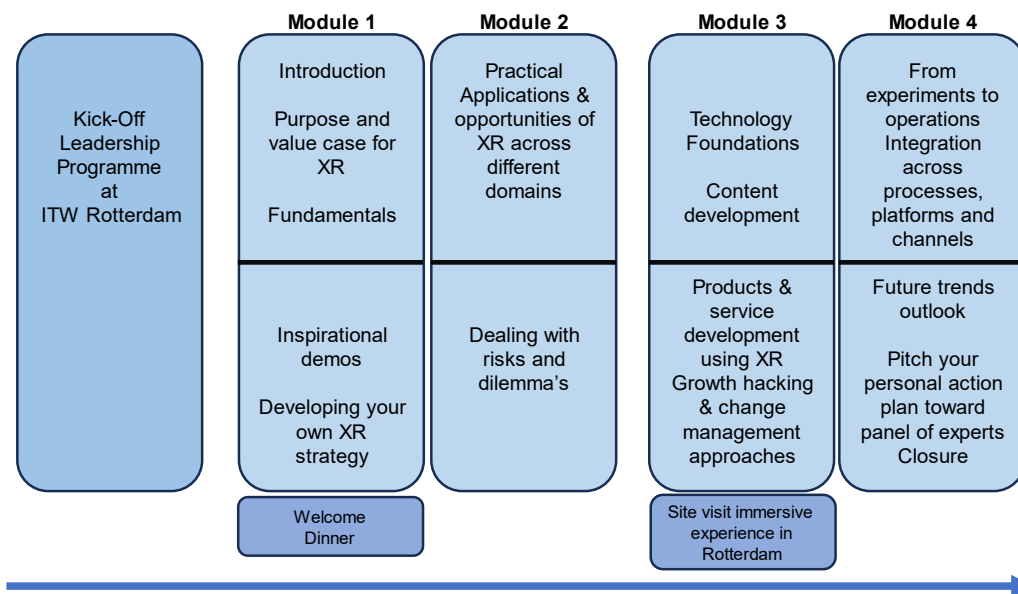 Module 1
Module 2
Module 3
Module 4
Kick-Off
Leadership
Programme
at
ITW Rotterdam
Introduction
Purpose and
value case for
XR
Fundamentals
Inspirational
demos
Developing your
own XR
strategy
Welcome
Dinner
Practical
Applications &
opportunities of
XR across
different
domains
Dealing with
risks and
dilemma's
Technology
Foundations
Content
development
Products &
service
development
using XR
Growth hacking
& change
management
approaches
Site visit immersive
experience in
Rotterdam
From
experiments to
operations
Integration
across
processes,
platforms and
channels
Future trends
outlook
Pitch your
personal action
plan toward
panel of experts
Closure